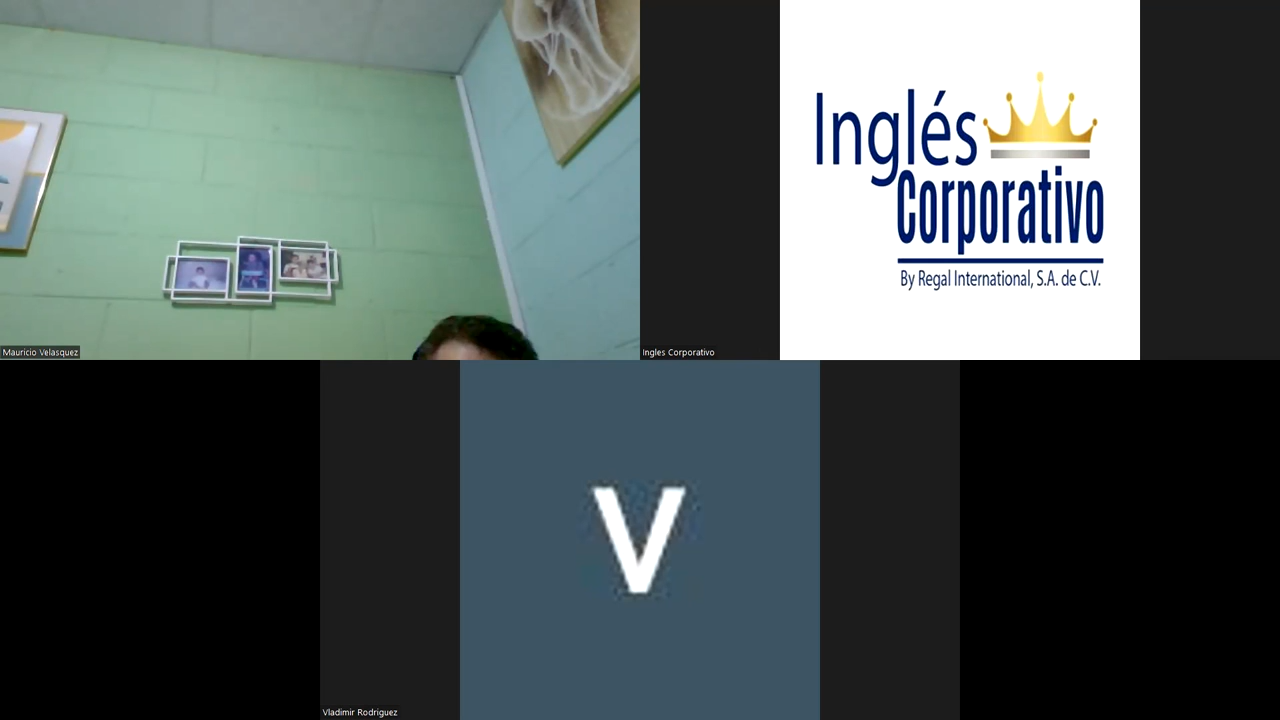 Mauricio Velasquez
Inglés
Corporativo
By Regal International, S.A. de C.V.
Ingles Corporativo
V
Vladimir Rodriguez